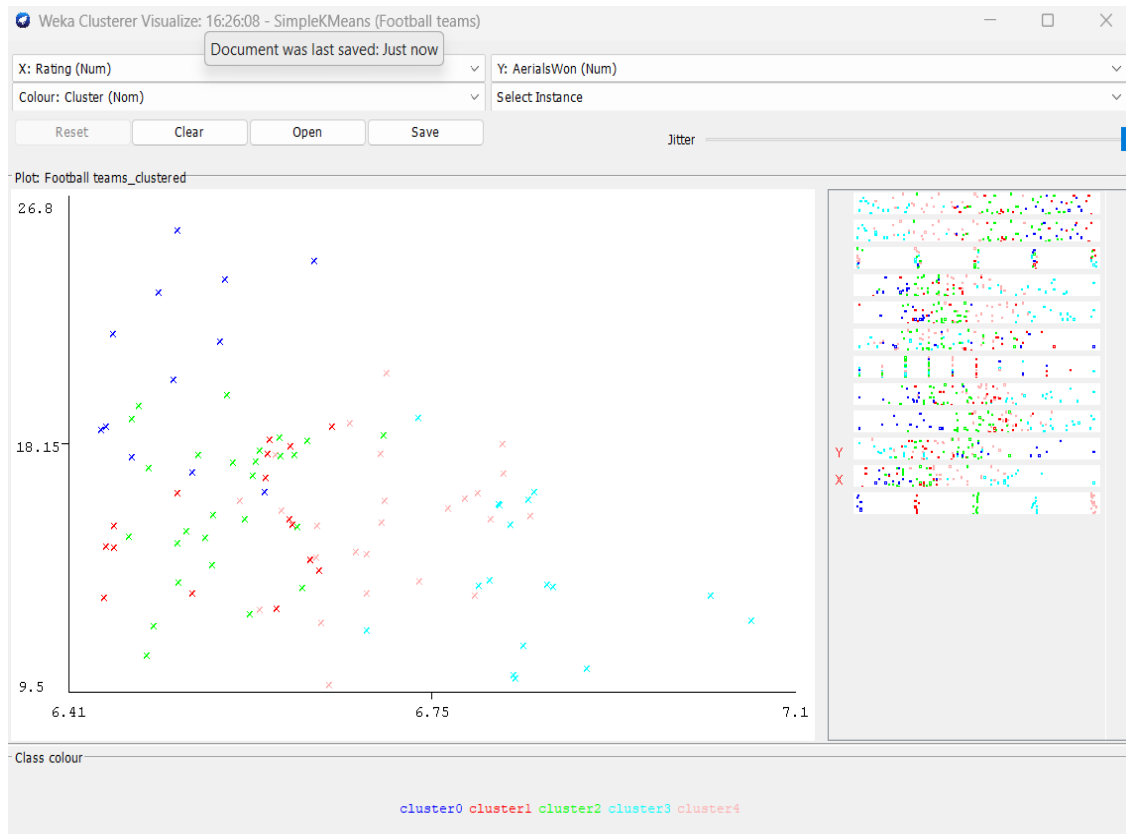 Weka Clusterer Visualize: 16:26:08 - SimpleKMeans (Football teams)
Document was last saved: Just now
X: Rating (Num) Y: AerialsWon (Num)
Colour: Cluster (Nom) Select Instance
Reset Clear Open Save Jitter
Plot: Football teams_clustered
26.8
18.15
9.5
6.41 6.75 7.1
Y
X
Class colour
cluster0 cluster1 cluster2 cluster3 cluster4